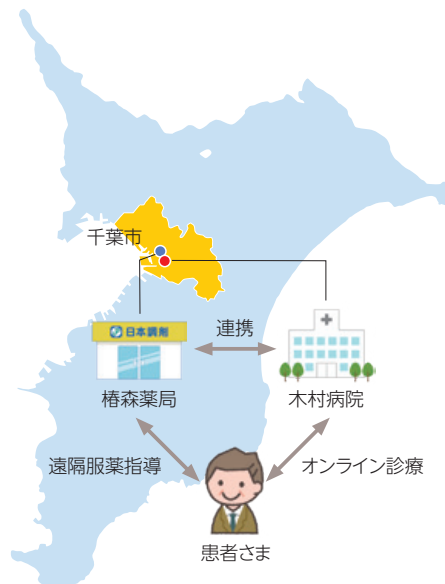 千葉市
日本調剤
連携
椿森薬局
木村病院
遠隔服薬指導
オンライン診療
患者さま